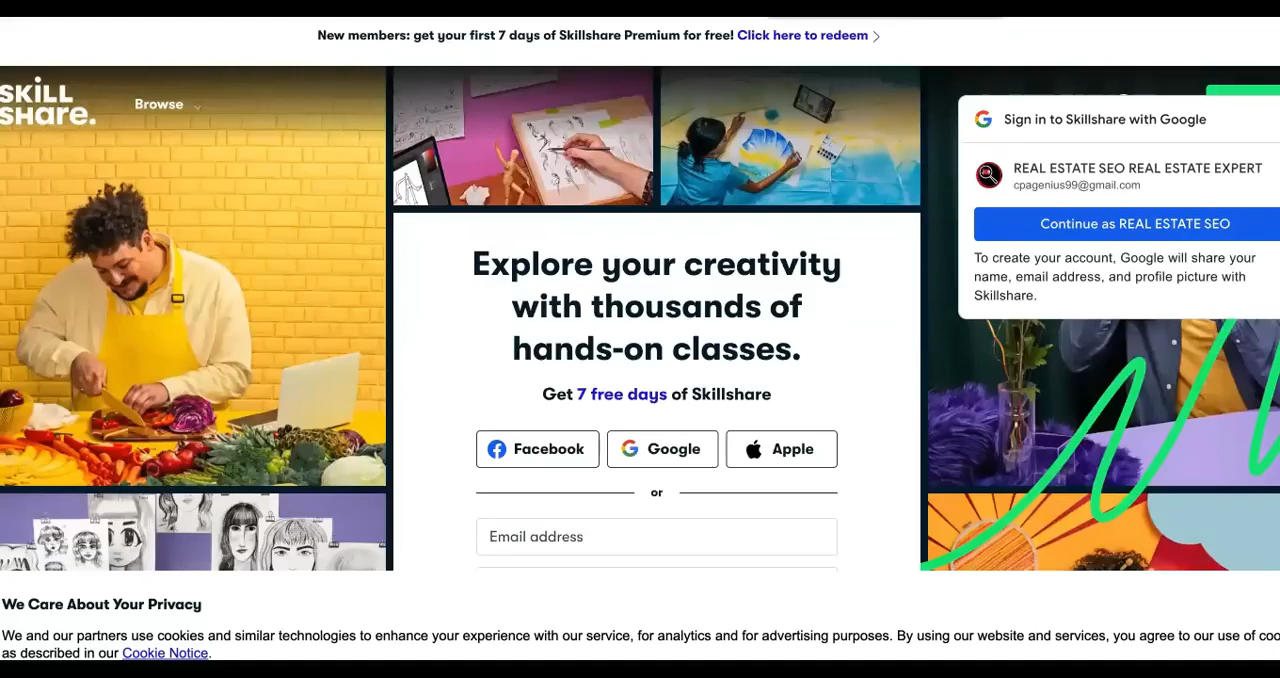 New members: get your first 7 days of Skillshare Premium for free! Click here to redeem
SKILL
SHare.
Browse
Sign in to Skillshare with Google
REAL ESTATE SEO REAL ESTATE EXPERT
cpagenius99@gmail.com
Continue as REAL ESTATE SEO
To create your account, Google will share your
name, email address, and profile picture with
Skillshare.
Explore your creativity
with thousands of
hands-on classes.
Get 7 free days of Skillshare
Facebook
Google
Apple
or
Email address
We Care About Your Privacy
We and our partners use cookies and similar technologies to enhance your experience with our service, for analytics and for advertising purposes. By using our website and services, you agree to our use of coo
as described in our Cookie Notice.